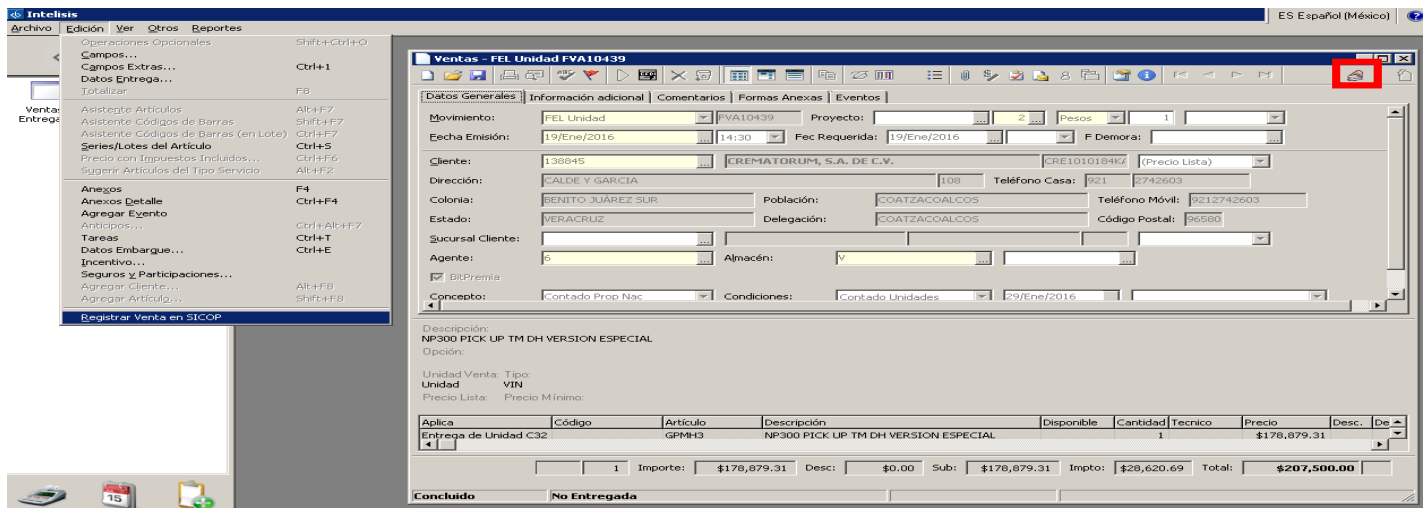 Intelisis
ES Español (México)
Archivo Edición Ver Otros Reportes
Operaciones Opcionales Shift+Ctrl+O
Campos...
Campos Extras... Ctrl+1
Datos Entrega...
Totalizar F8
Asistente Artículos Alt+F7
Asistente Códigos de Barras Shift+F7
Asistente Códigos de Barras (en Lote) Ctrl+F7
Series/Lotes del Artículo Ctrl+S
Precio con Impuestos Incluidos... Ctrl+F6
Sugerir Artículos del Tipo Servicio Alt+F2
Anexos F4
Anexos Detalle Ctrl+F4
Agregar Evento
Anticipos... Ctrl+Alt+F7
Tareas Ctrl+T
Datos Embarque... Ctrl+E
Incentivo...
Seguros y Participaciones...
Agregar Cliente... Alt+F8
Agregar Artículo... Shift+F8
Registrar Venta en SICOP
Ventas
Entrega
15
Ventas - FEL Unidad FVA10439
Datos Generales Información adicional Comentarios Formas Anexas Eventos
Movimiento: FEL Unidad FVA10439 Proyecto: 2 Pesos 1
Fecha Emisión: 19/Ene/2016 14:30 Fec Requerida: 19/Ene/2016 F Demora:
Cliente: 138845 CREMATORUM, S.A. DE C.V. CRE1010184K (Precio Lista)
Dirección: CALDE Y GARCIA 108 Teléfono Casa: 921 2742603
Colonia: BENITO JUÁREZ SUR Población: COATZACOALCOS Teléfono Móvil: 9212742603
Estado: VERACRUZ Delegación: COATZACOALCOS Código Postal: 96580
Sucursal Cliente:
Agente: 6 Almacén: V
BitPremia
Concepto: Contado Prop Nac Condiciones: Contado Unidades 29/Ene/2016
Descripción:
NP300 PICK UP TM DH VERSION ESPECIAL
Opción:
Unidad Venta: Tipo:
Unidad VIN
Precio Lista: Precio Mínimo:
Aplica Código Artículo Descripción Disponible Cantidad Tecnico Precio Desc. De
Entrega de Unidad C32 GPMH3 NP300 PICK UP TM DH VERSION ESPECIAL 1 $178,879.31
1 Importe: $178,879.31 Desc: $0.00 Sub: $178,879.31 Impto: $28,620.69 Total: $207,500.00
Concluido No Entregada